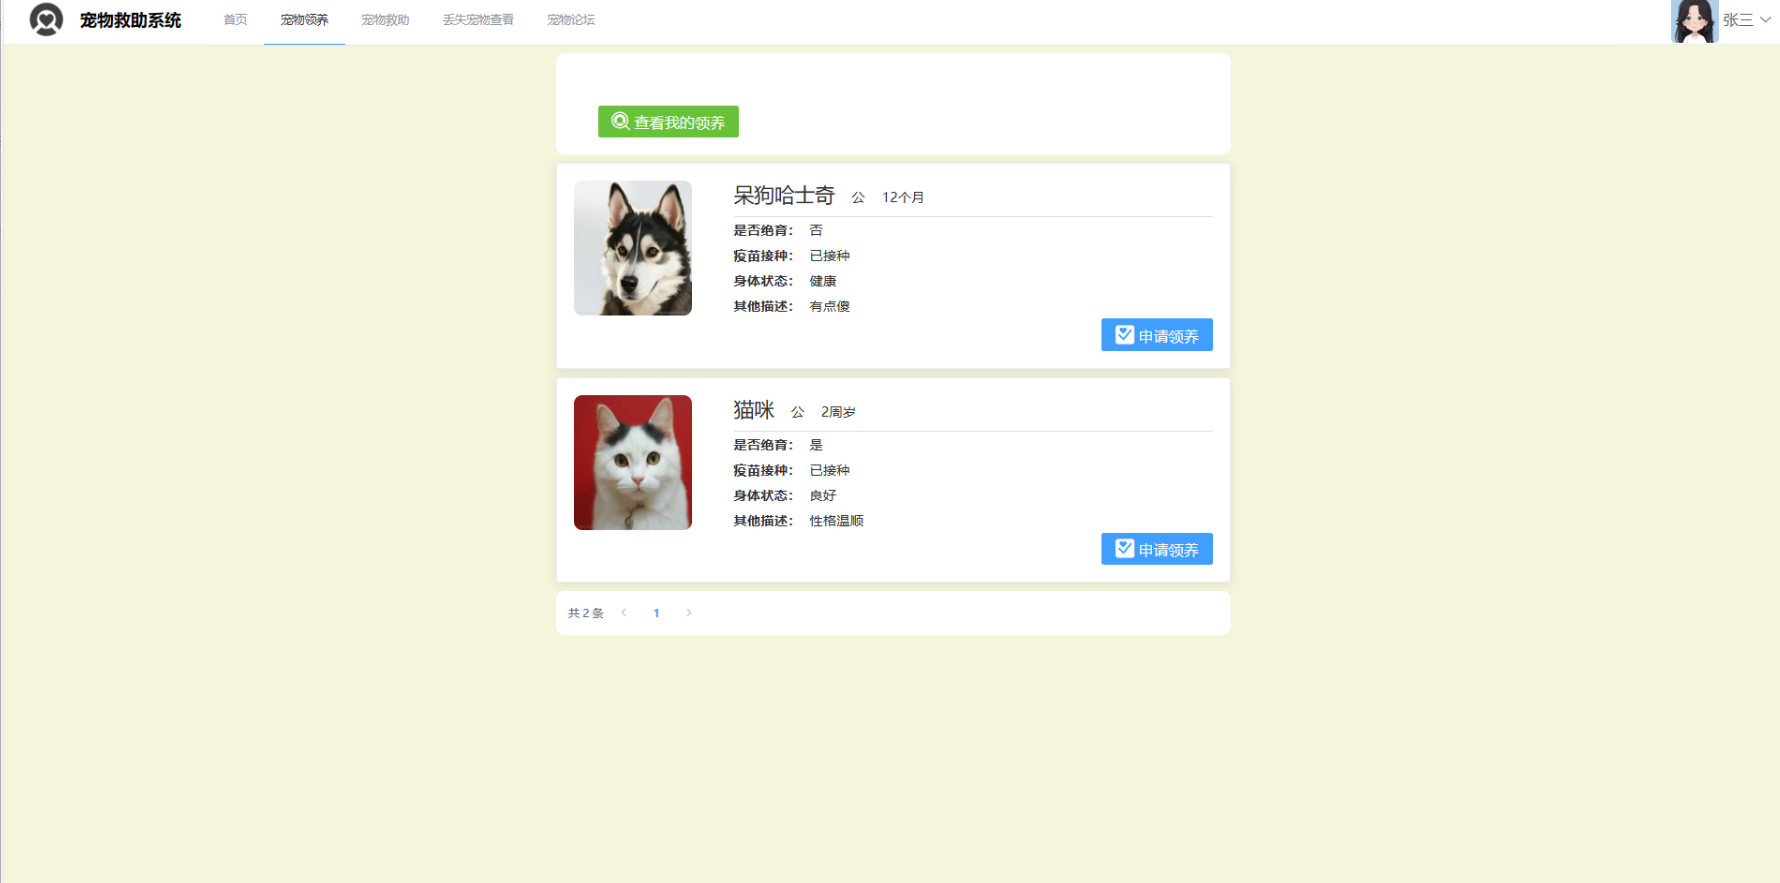 宠物救助系统 首页 宠物领养 宠物救助 丢失宠物查看 宠物论坛 张三
查看我的领养
呆狗哈士奇 公 12个月
是否绝育： 否
疫苗接种： 已接种
身体状态： 健康
其他描述： 有点傻
申请领养
猫咪 公 2周岁
是否绝育： 是
疫苗接种： 已接种
身体状态： 良好
其他描述： 性格温顺
申请领养
共 2 条 1